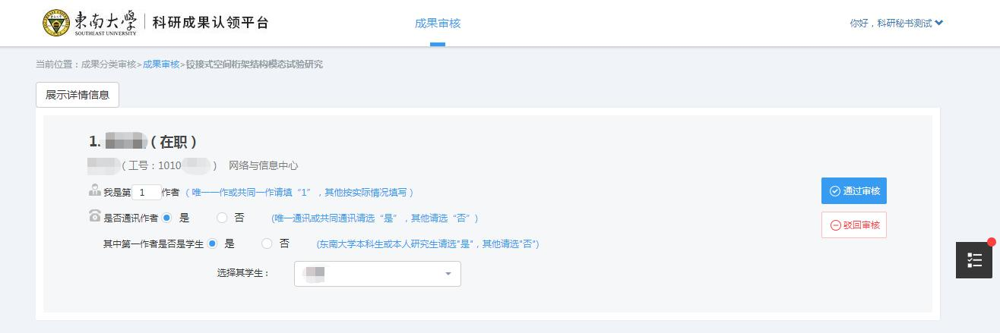 東南大學 SOUTHEAST UNIVERSITY 科研成果认领平台 成果审核 你好，科研秘书测试
当前位置：成果分类审核>成果审核>铰接式空间桁架结构模态试验研究
展示详情信息
1. （在职）
（工号：1010 ） 网络与信息中心
我是第 1 作者 （唯一一作或共同一作请填“1”，其他按实际情况填写） 通过审核
是否通讯作者 是 否 (唯一通讯或共同通讯请选“是”，其他请选“否”) 驳回审核
其中第一作者是否是学生 是 否 (东南大学本科生或本人研究生请选"是"，其他请选"否")
选择其学生：